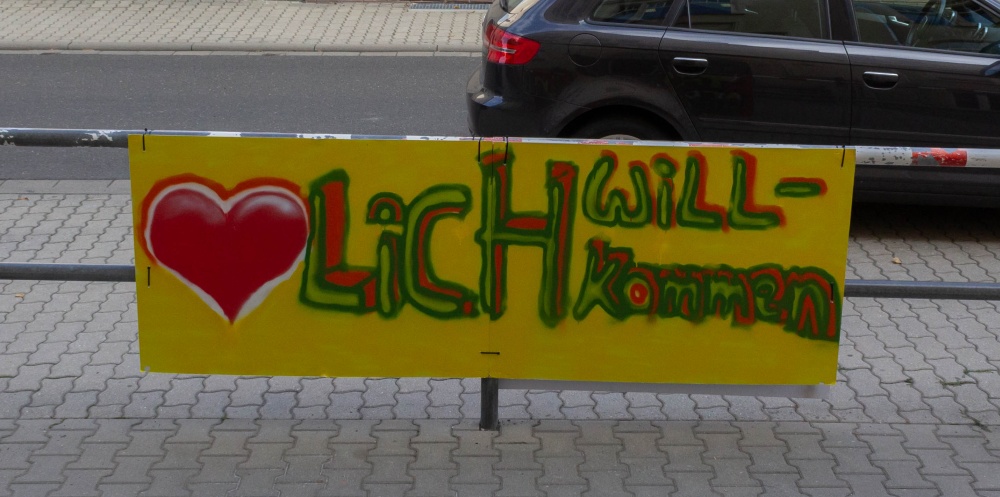 ❤ LiCH WiLL-
Kommen